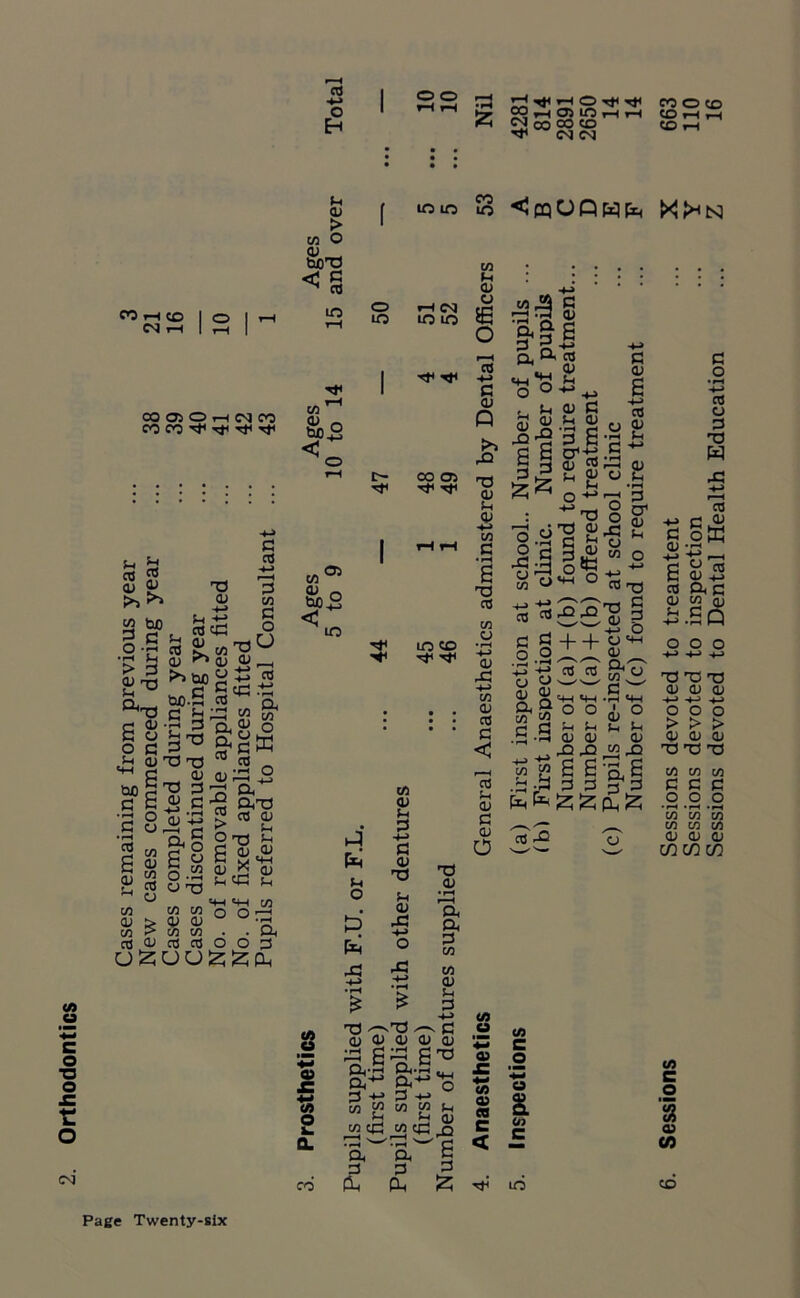 2. Orthodontics
Cases remaining from previous year ... 38 3
New cases commenced during year ... 39 21
Cases completed during year ... 40 16
Cases discontinued during year ... 41 —
No. of removable appliances fitted ... 42 10
No. of fixed appliances fitted ... 43 —
Pupils referred to Hospital Consultant ... 1
3. Prosthetics
Ages Ages Ages Total
5 to 9 10 to 14 15 and over
Pupils supplied with F.U. or F.L.
(first time) 44 — 47 — 50 — ... —
Pupils supplied with other dentures
(first time) ... 45 1 48 4 51 5 ... 10
Number of dentures supplied ... 46 1 49 4 52 5 ... 10
4. Anaesthetics General Anaesthetics administered by Dental Officers 53 Nil
5. Inspections
(a) First inspection at school.. Number of pupils ... A 4281
(b) First inspection at clinic. Number of pupils B 814
Number of (a)+(b) found to require treatment... C 2891
Number of (a)+(b) offered treatment ... D 2650
(c) Pupils re-inspected at school clinic ... E 14
Number of (c) found to require treatment ... F 14
6. Sessions
Sessions devoted to treamtent ... X 663
Sessions devoted to inspection ... Y 110
Sessions devoted to Dental Health Education ... Z 16
Page Twenty-six